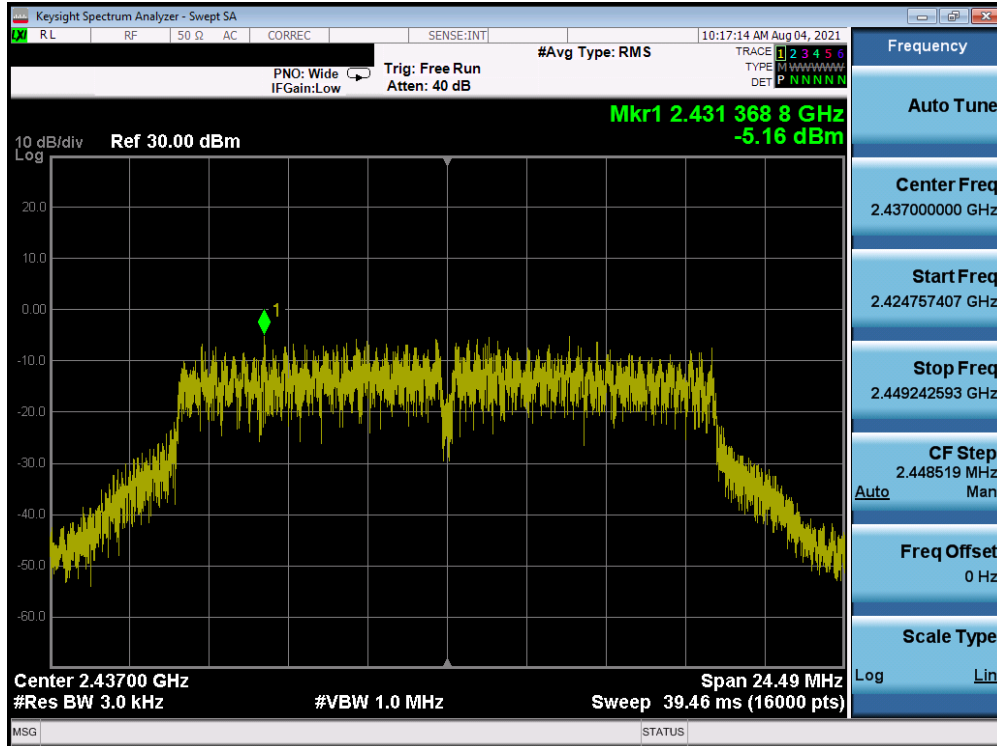 Keysight Spectrum Analyzer - Swept SA
LXI RL RF 50 Ω AC CORREC SENSE:INT 10:17:14 AM Aug 04, 2021
PNO: Wide Trig: Free Run #Avg Type: RMS TRACE 1 2 3 4 5 6
IFGain:Low Atten: 40 dB TYPE M WWWWW
DET P N N N N N
Mkr1 2.431 368 8 GHz
-5.16 dBm
10 dB/div Ref 30.00 dBm
Log
20.0
10.0
0.00
1
-10.0
-20.0
-30.0
-40.0
-50.0
-60.0
Center 2.43700 GHz Span 24.49 MHz
#Res BW 3.0 kHz #VBW 1.0 MHz Sweep 39.46 ms (16000 pts)
MSG STATUS
Frequency
Auto Tune
Center Freq
2.437000000 GHz
Start Freq
2.424757407 GHz
Stop Freq
2.449242593 GHz
CF Step
2.448519 MHz
Auto Man
Freq Offset
0 Hz
Scale Type
Log Lin